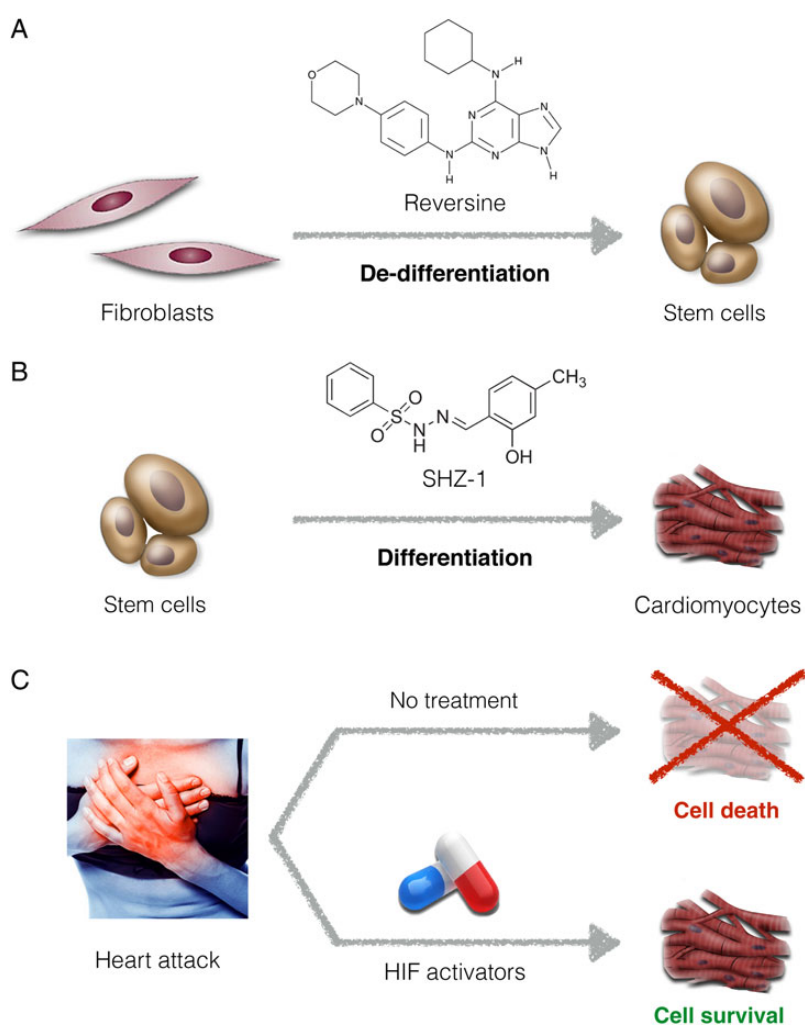 A
O
N
N
H
N
N
N
N
H
N
H
Reversine
De-differentiation
Fibroblasts
Stem cells
B
CH₃
O
S
N
O
N
H
OH
SHZ-1
Differentiation
Stem cells
Cardiomyocytes
C
No treatment
Cell death
Heart attack
HIF activators
Cell survival